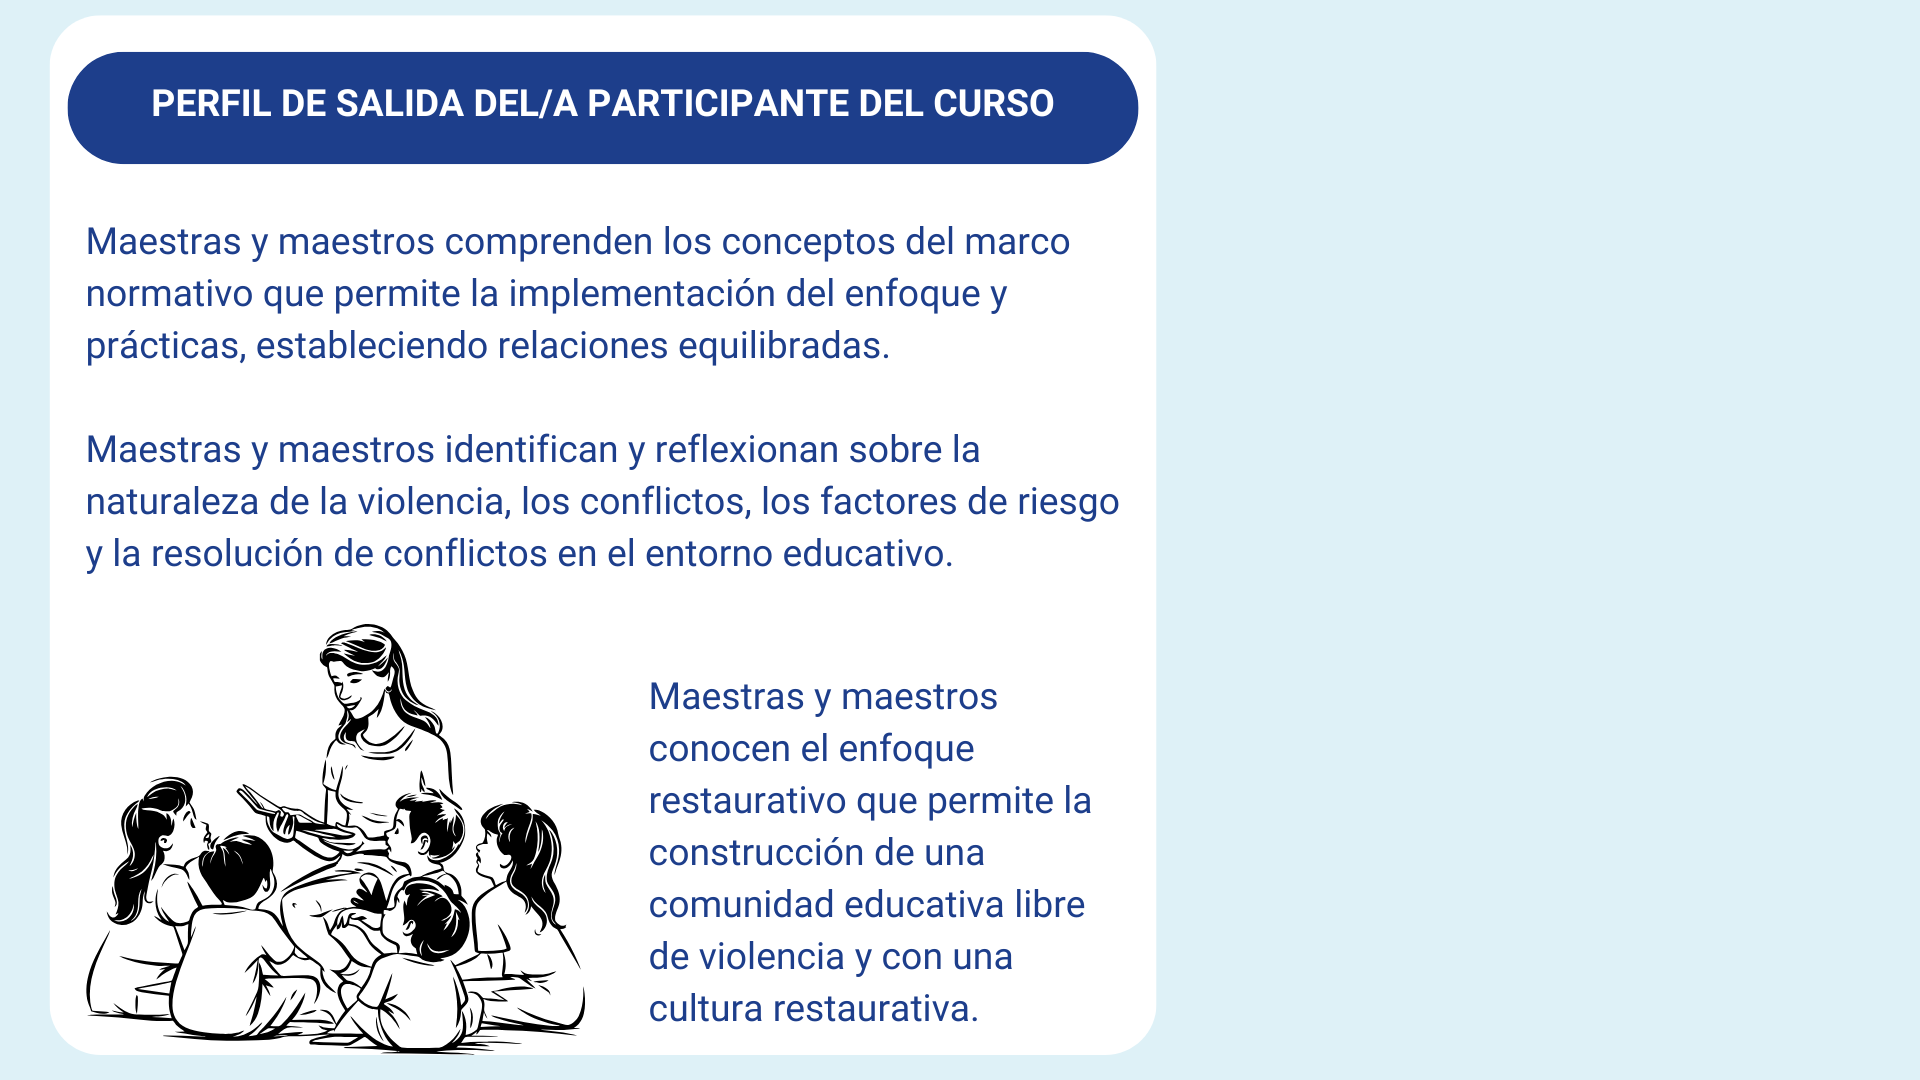 PERFIL DE SALIDA DEL/A PARTICIPANTE DEL CURSO
Maestras y maestros comprenden los conceptos del marco
normativo que permite la implementación del enfoque y
prácticas, estableciendo relaciones equilibradas.
Maestras y maestros identifican y reflexionan sobre la
naturaleza de la violencia, los conflictos, los factores de riesgo
y la resolución de conflictos en el entorno educativo.
Maestras y maestros
conocen el enfoque
restaurativo que permite la
construcción de una
comunidad educativa libre
de violencia y con una
cultura restaurativa.